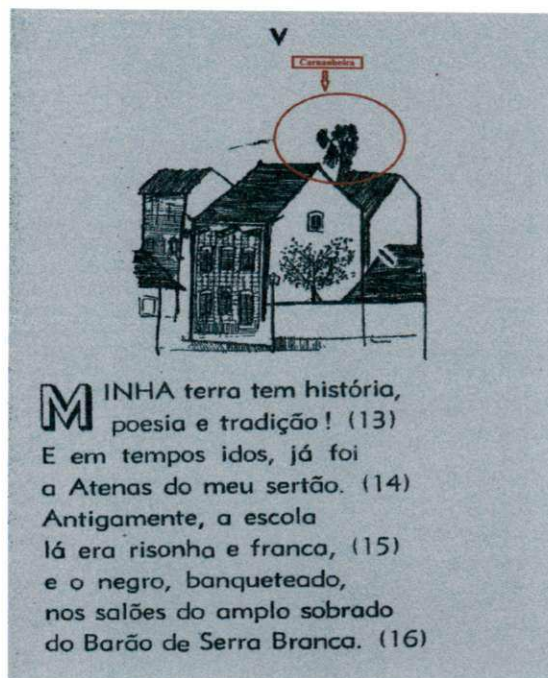 V
Carnaubeira
MINHA terra tem história,
poesia e tradição! (13)
E em tempos idos, já foi
a Atenas do meu sertão. (14)
Antigamente, a escola
lá era risonha e franca, (15)
e o negro, banqueteado,
nos salões do amplo sobrado
do Barão de Serra Branca. (16)